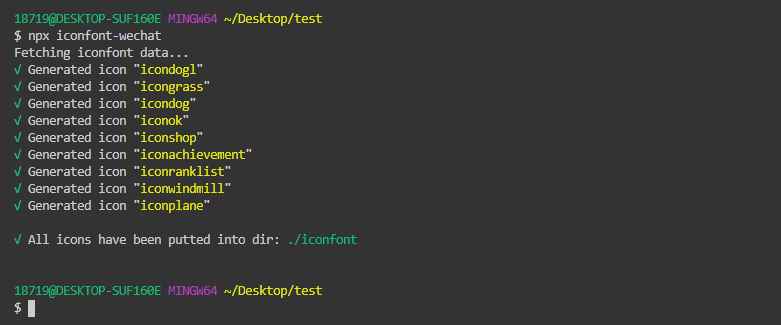 18719@DESKTOP-SUF160E MINGW64 ~/Desktop/test
$ npx iconfont-wechat
Fetching iconfont data...
√ Generated icon "icondogl"
√ Generated icon "icongrass"
√ Generated icon "icondog"
√ Generated icon "iconok"
√ Generated icon "iconshop"
√ Generated icon "iconachievement"
√ Generated icon "iconranklist"
√ Generated icon "iconwindmill"
√ Generated icon "iconplane"
√ All icons have been putted into dir: ./iconfont
18719@DESKTOP-SUF160E MINGW64 ~/Desktop/test
$